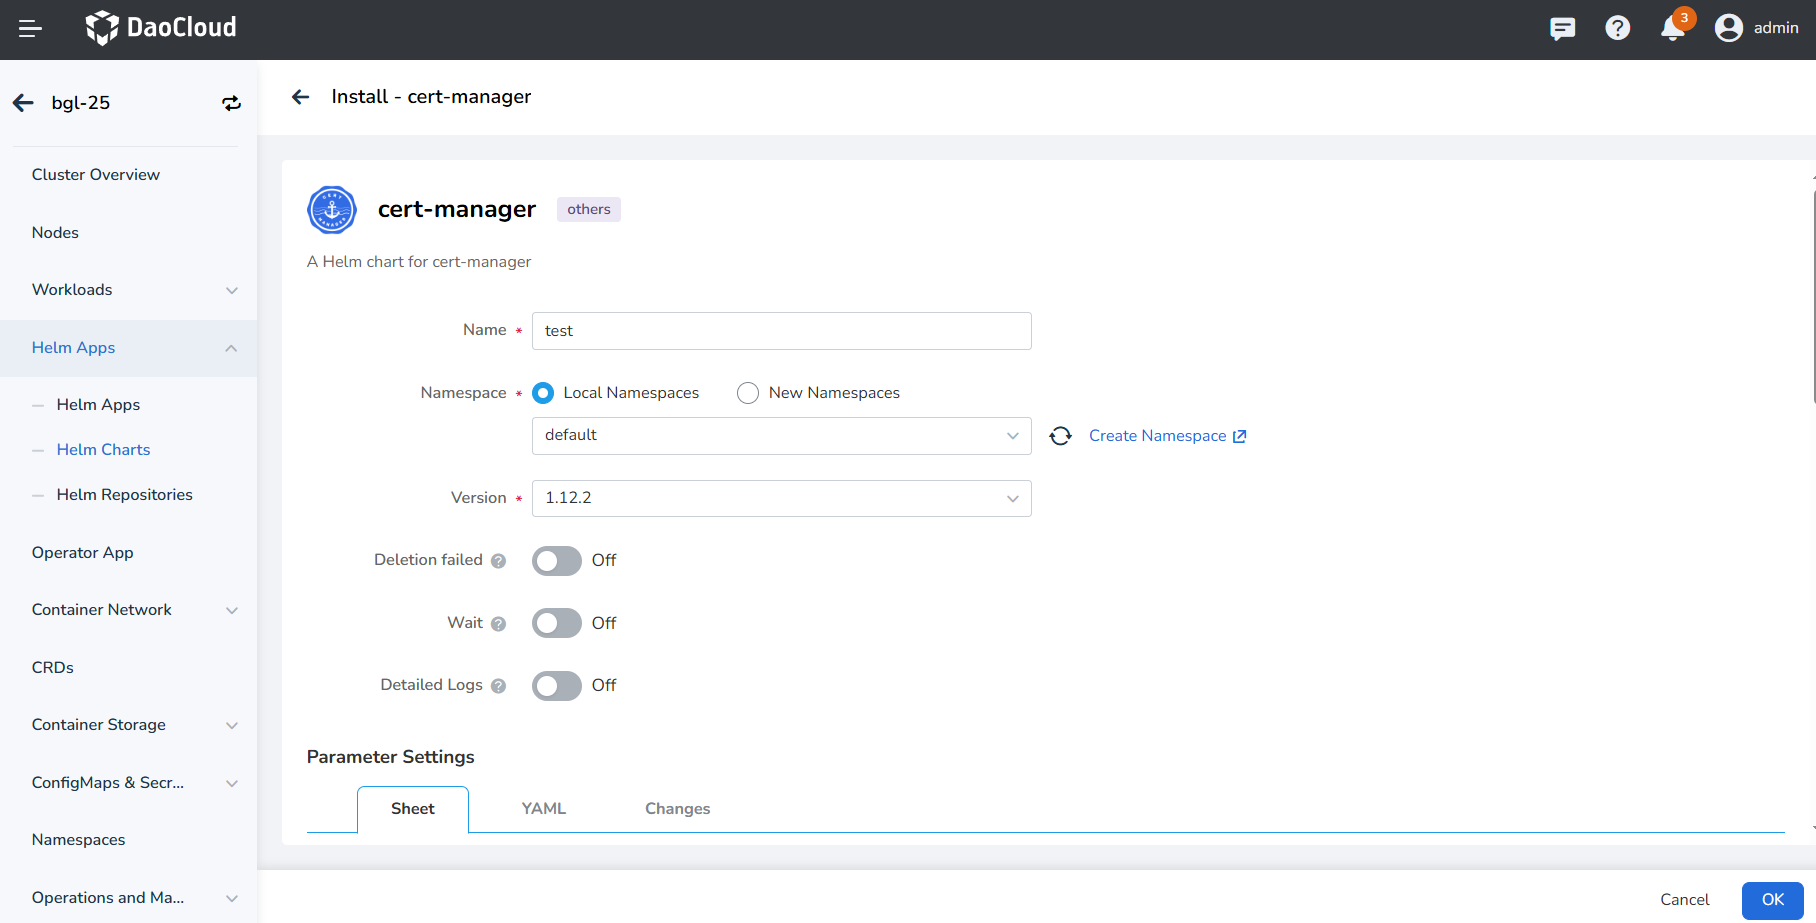 DaoCloud
3
admin
bgl-25
Cluster Overview
Nodes
Workloads
Helm Apps
Helm Apps
Helm Charts
Helm Repositories
Operator App
Container Network
CRDs
Container Storage
ConfigMaps & Secr...
Namespaces
Operations and Ma...
Install - cert-manager
CERT
MANAGER
cert-manager
others
A Helm chart for cert-manager
Name *
test
Namespace *
Local Namespaces
New Namespaces
default
Create Namespace
Version *
1.12.2
Deletion failed ?
Off
Wait ?
Off
Detailed Logs ?
Off
Parameter Settings
Sheet
YAML
Changes
Cancel
OK